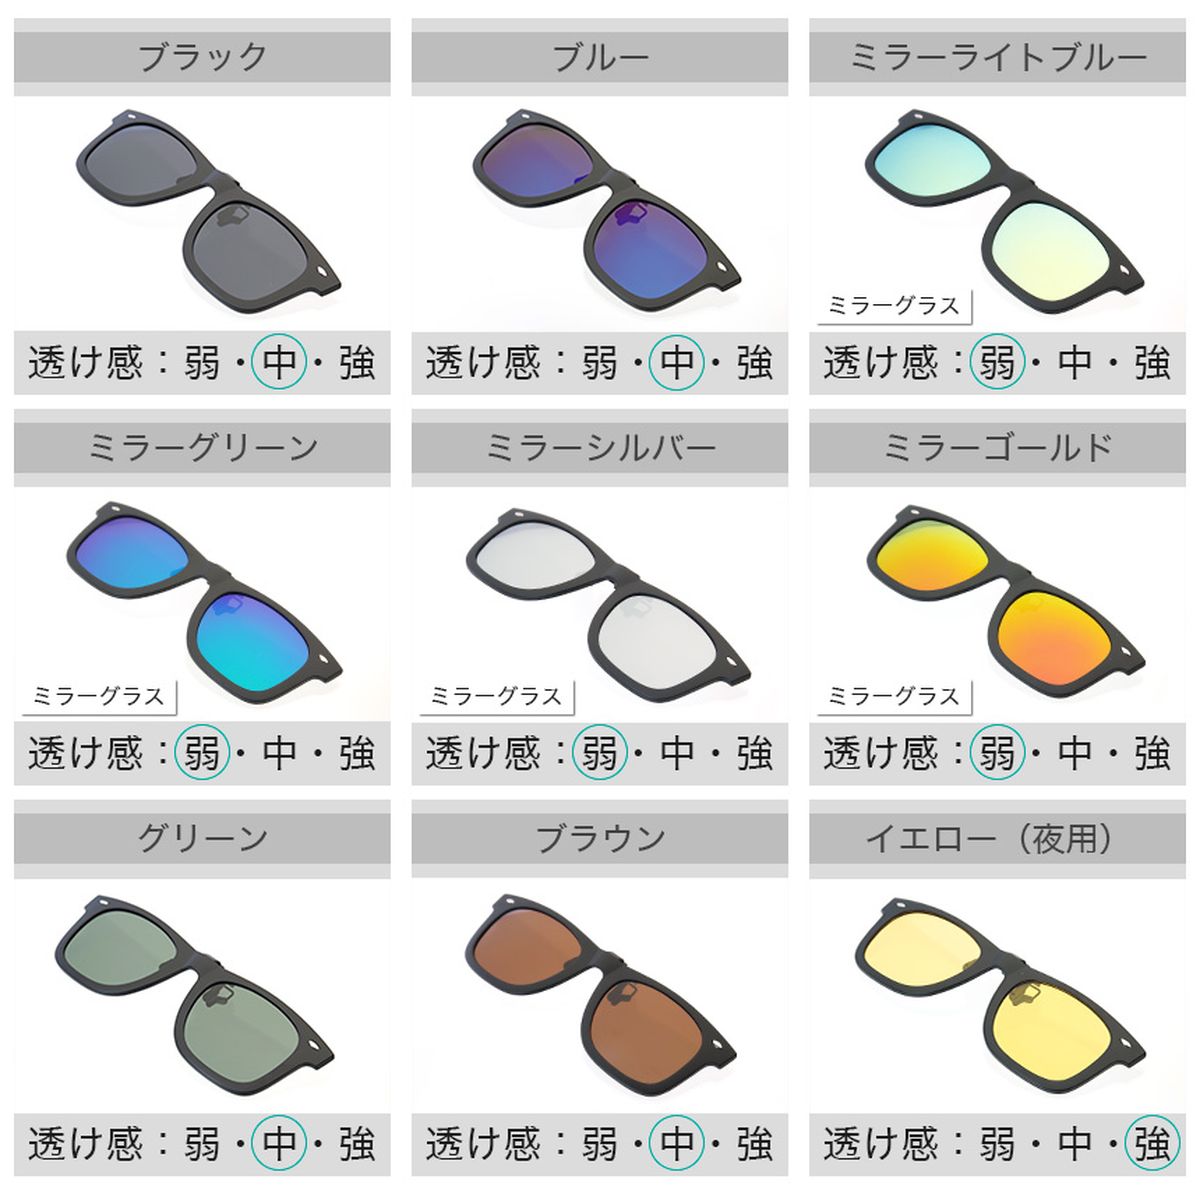 ブラック
ブルー
ミラーライトブルー
ミラーグラス
透け感：弱・中・強
透け感：弱・中・強
透け感：弱・中・強
ミラーグリーン
ミラーシルバー
ミラーゴールド
ミラーグラス
ミラーグラス
ミラーグラス
透け感：弱・中・強
透け感：弱・中・強
透け感：弱・中・強
グリーン
ブラウン
イエロー（夜用）
透け感：弱・中・強
透け感：弱・中・強
透け感：弱・中・強